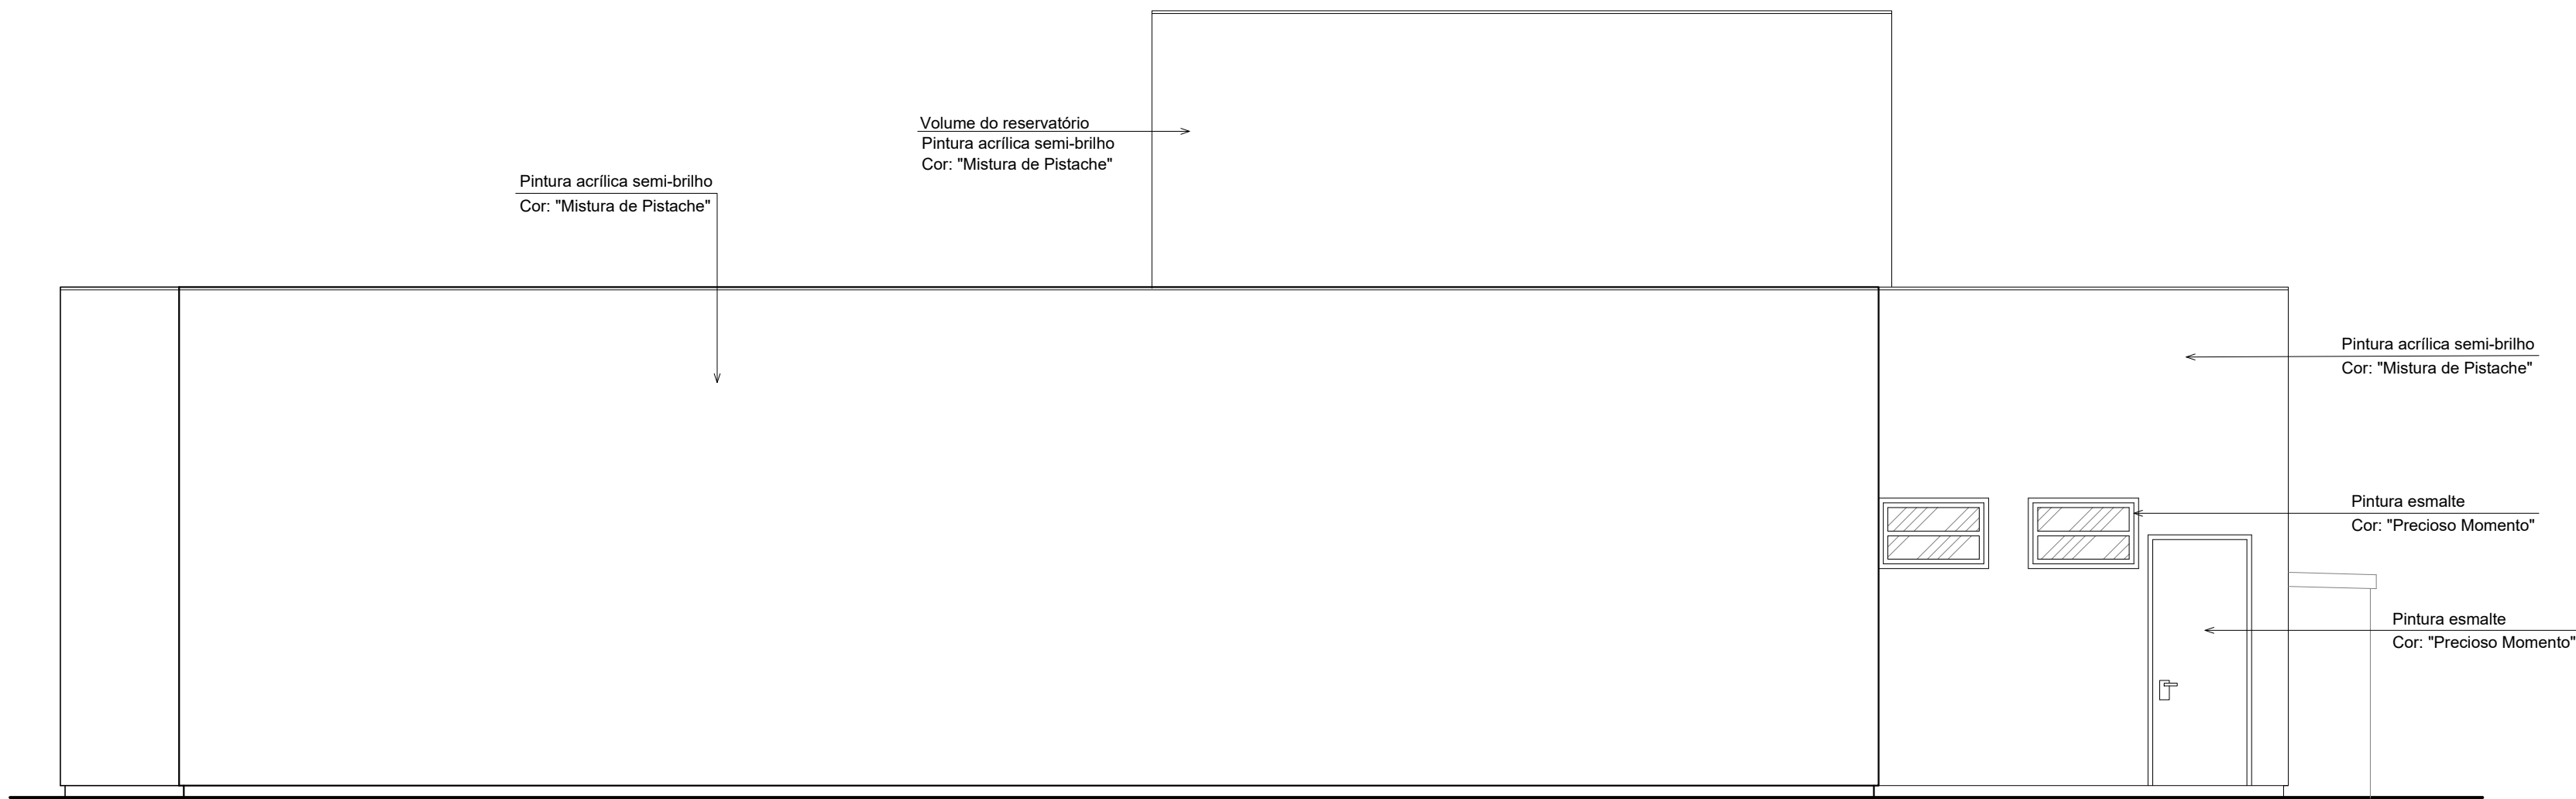 Volume do reservatório
Pintura acrílica semi-brilho
Cor: "Mistura de Pistache"
Pintura acrílica semi-brilho
Cor: "Mistura de Pistache"
Pintura acrílica semi-brilho
Cor: "Mistura de Pistache"
Pintura esmalte
Cor: "Precioso Momento"
Pintura esmalte
Cor: "Precioso Momento"